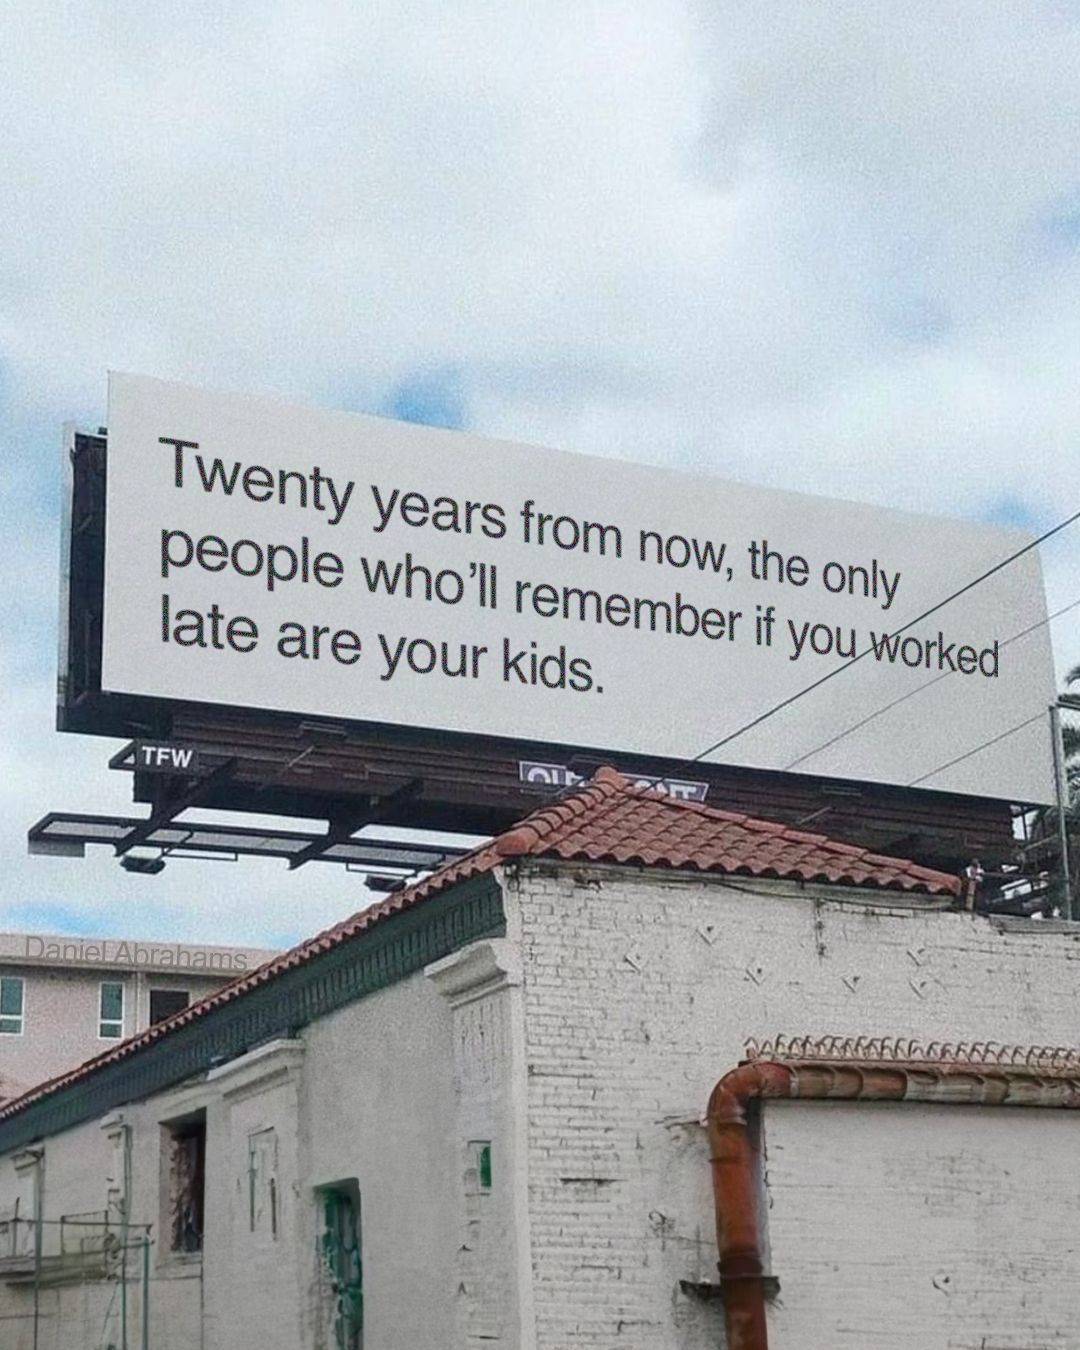 Twenty years from now, the only
people who'll remember if you worked
late are your kids.
TFW
Daniel Abrahams